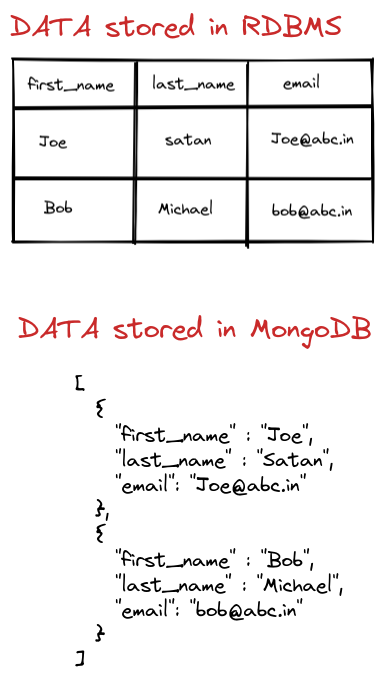 DATA stored in RDBMS
first_name last_name email
Joe satan Joe@abc.in
Bob Michael bob@abc.in
DATA stored in MongoDB
[
{
"first_name" : "Joe",
"last_name" : "Satan",
"email": "Joe@abc.in"
},
{
"first_name" : "Bob",
"last_name" : "Michael",
"email": "bob@abc.in"
}
]